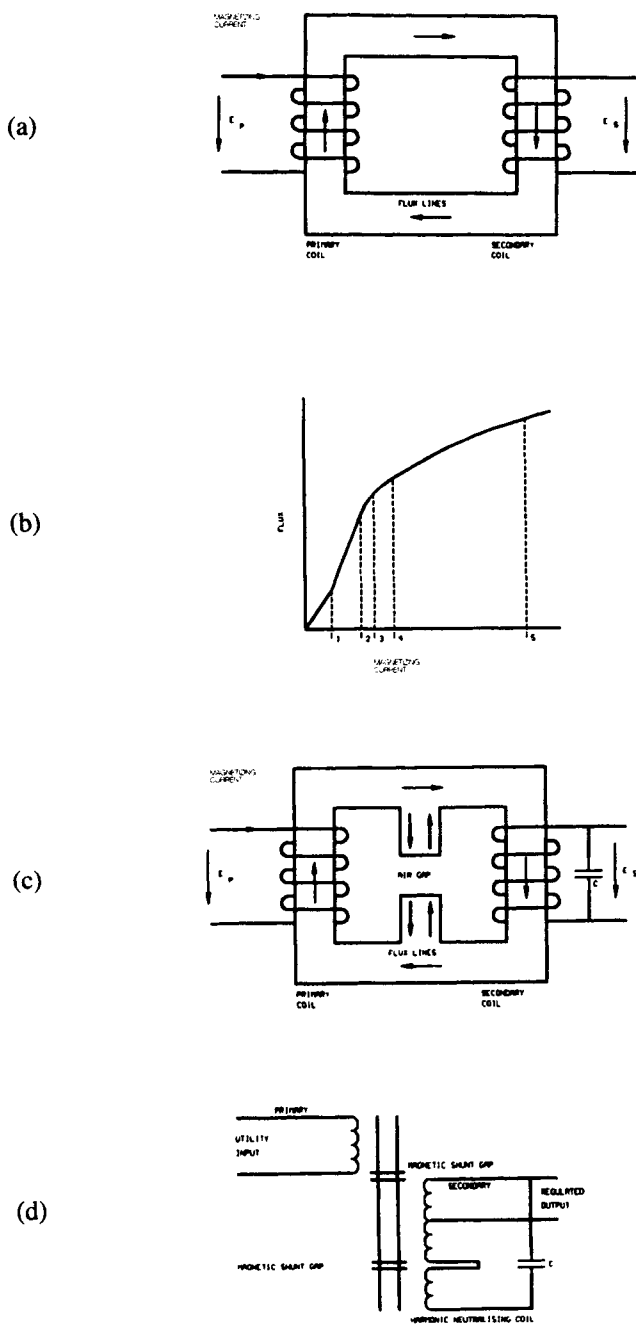 MAGNETIZING
CURRENT
(a)
E P
E S
FLUX LINES
PRIMARY
COIL
SECONDARY
COIL
(b)
FLUX
I 1
I 2
I 3
I 4
I 5
MAGNETIZING
CURRENT
MAGNETIZING
CURRENT
(c)
E P
AIR GAP
C
E S
FLUX LINES
PRIMARY
COIL
SECONDARY
COIL
(d)
PRIMARY
UTILITY
INPUT
MAGNETIC SHUNT GAP
SECONDARY
REGULATED
OUTPUT
MAGNETIC SHUNT GAP
C
HARMONIC NEUTRALISING COIL